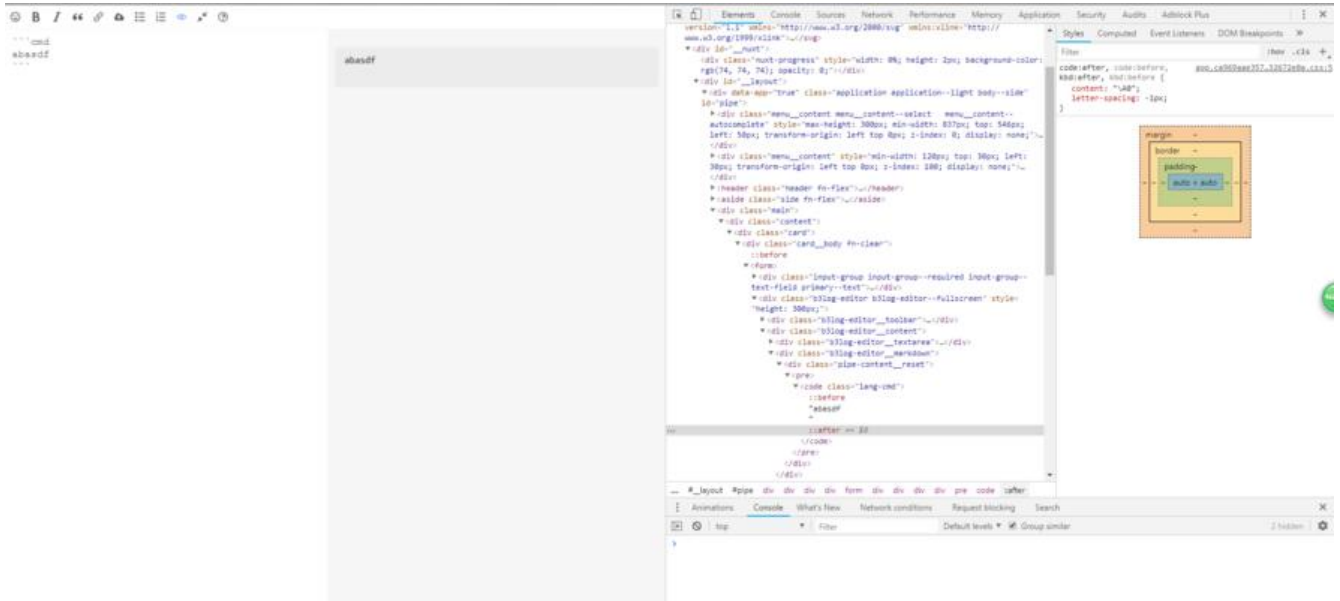 Elements Console Sources Network Performance Memory Application Security Audits Adblock Plus
```cmd
abasdf
```
abasdf
version="1.1" xmlns="http://www.w3.org/2000/svg" xmlns:xlink="http://
www.w3.org/1999/xlink">…</svg>
<div id="__nuxt">
<div class="nuxt-progress" style="width: 0%; height: 2px; background-color:
rgb(74, 74, 74); opacity: 0;"></div>
<div id="__layout">
<div data-app="true" class="application application--light body--side"
id="pipe">
<div class="menu__content menu__content--select menu__content--
autocomplete" style="max-height: 300px; min-width: 837px; top: 546px;
left: 50px; transform-origin: left top 0px; z-index: 0; display: none;">…
</div>
<div class="menu__content" style="min-width: 120px; top: 30px; left:
30px; transform-origin: left top 0px; z-index: 100; display: none;">…
</div>
<header class="header fn-flex">…</header>
<aside class="side fn-flex">…</aside>
<div class="main">
<div class="content">
<div class="card">
<div class="card__body fn-clear">
::before
<form>
<div class="input-group input-group--required input-group--
text-field primary--text">…</div>
<div class="b3log-editor b3log-editor--fullscreen" style=
"height: 300px;">
<div class="b3log-editor__toolbar">…</div>
<div class="b3log-editor__content">
<div class="b3log-editor__textarea">…</div>
<div class="b3log-editor__markdown">
<div class="pipe-content__reset">
<pre>
<code class="lang-cmd">
::before
"abasdf
"
::after == $0
</code>
</pre>
</div>
</div>
… #__layout #pipe div div div div form div div div div pre code ::after
Styles Computed Event Listeners DOM Breakpoints »
Filter :hov .cls +
code:after, code:before,
kbd:after, kbd:before {
content: "\A0";
letter-spacing: -1px;
}
margin -
border -
padding-
auto × auto
Animations Console What's New Network conditions Request blocking Search
top Filter Default levels Group similar 2 hidden